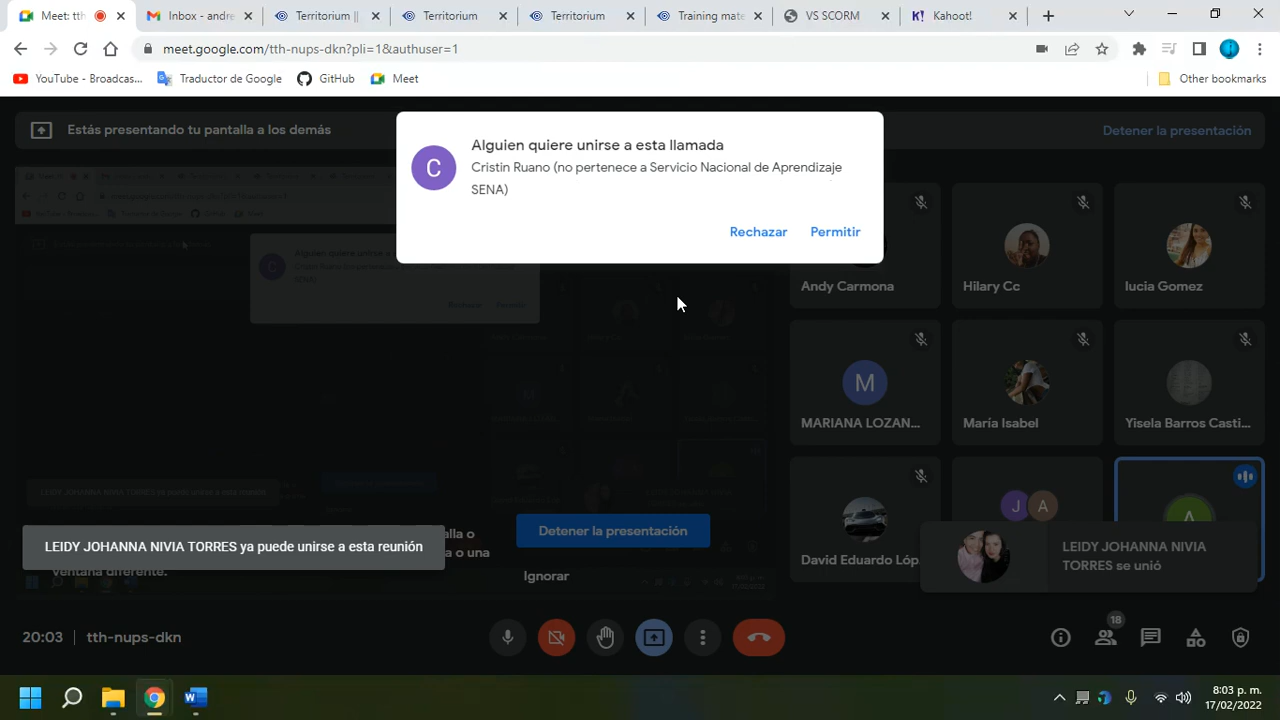 Meet: tth
Inbox - andre
Territorium ||
Territorium
Territorium
Training mate
VS SCORM
Kahoot!
meet.google.com/tth-nups-dkn?pli=1&authuser=1
YouTube - Broadcas...
Traductor de Google
GitHub
Meet
Other bookmarks
Estás presentando tu pantalla a los demás
Detener la presentación
Alguien quiere unirse a esta llamada
C
Cristin Ruano (no pertenece a Servicio Nacional de Aprendizaje
SENA)
Rechazar
Permitir
Andy Carmona
Hilary Cc
lucia Gomez
M
MARIANA LOZAN...
María Isabel
Yisela Barros Casti...
J
A
A
David Eduardo Lóp
LEIDY JOHANNA NIVIA
TORRES se unió
LEIDY JOHANNA NIVIA TORRES ya puede unirse a esta reunión
o una
ventana diferente.
Detener la presentación
Ignorar
20:03 | tth-nups-dkn
18
8:03 p. m.
17/02/2022